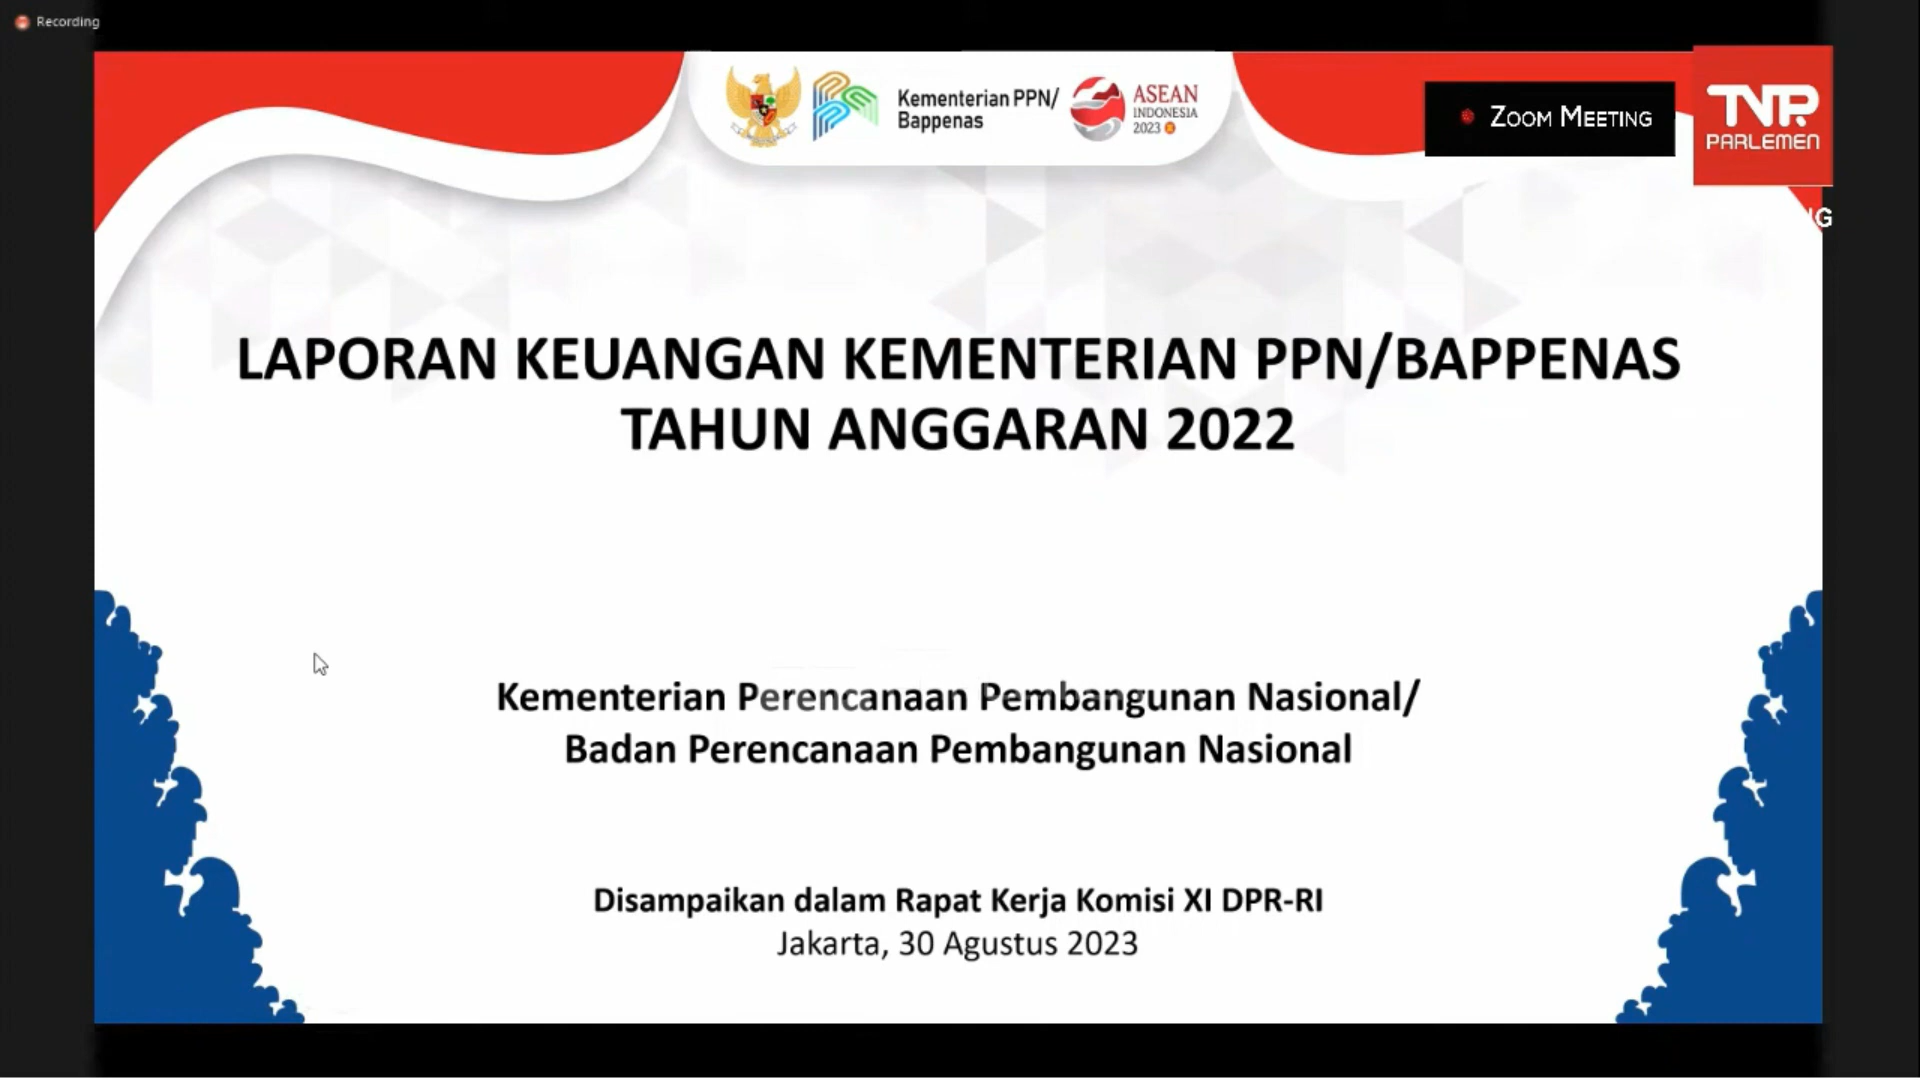 Recording
Kementerian PPN/
Bappenas
ASEAN
INDONESIA
2023
ZOOM MEETING
TVP.
PARLEMEN
LAPORAN KEUANGAN KEMENTERIAN PPN/BAPPENAS
TAHUN ANGGARAN 2022
Kementerian Perencanaan Pembangunan Nasional/
Badan Perencanaan Pembangunan Nasional
Disampaikan dalam Rapat Kerja Komisi XI DPR-RI
Jakarta, 30 Agustus 2023